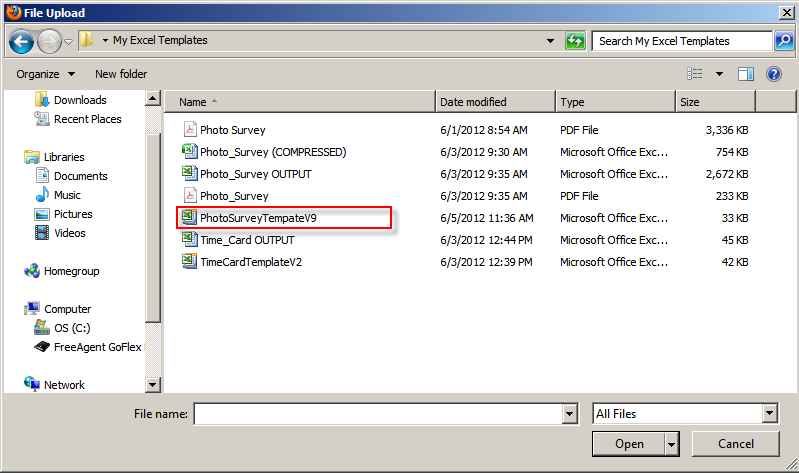 File Upload
My Excel Templates
Search My Excel Templates
Organize New folder
Downloads
Recent Places
Libraries
Documents
Music
Pictures
Videos
Homegroup
Computer
OS (C:)
FreeAgent GoFlex
Network
Name Date modified Type Size
Photo Survey 6/1/2012 8:54 AM PDF File 3,336 KB
Photo_Survey (COMPRESSED) 6/3/2012 9:30 AM Microsoft Office Exc... 754 KB
Photo_Survey OUTPUT 6/3/2012 9:35 AM Microsoft Office Exc... 2,672 KB
Photo_Survey 6/3/2012 9:35 AM PDF File 233 KB
PhotoSurveyTempateV9 6/5/2012 11:36 AM Microsoft Office Exc... 33 KB
Time_Card OUTPUT 6/3/2012 12:44 PM Microsoft Office Exc... 45 KB
TimeCardTemplateV2 6/3/2012 12:39 PM Microsoft Office Exc... 42 KB
File name: All Files
Open Cancel